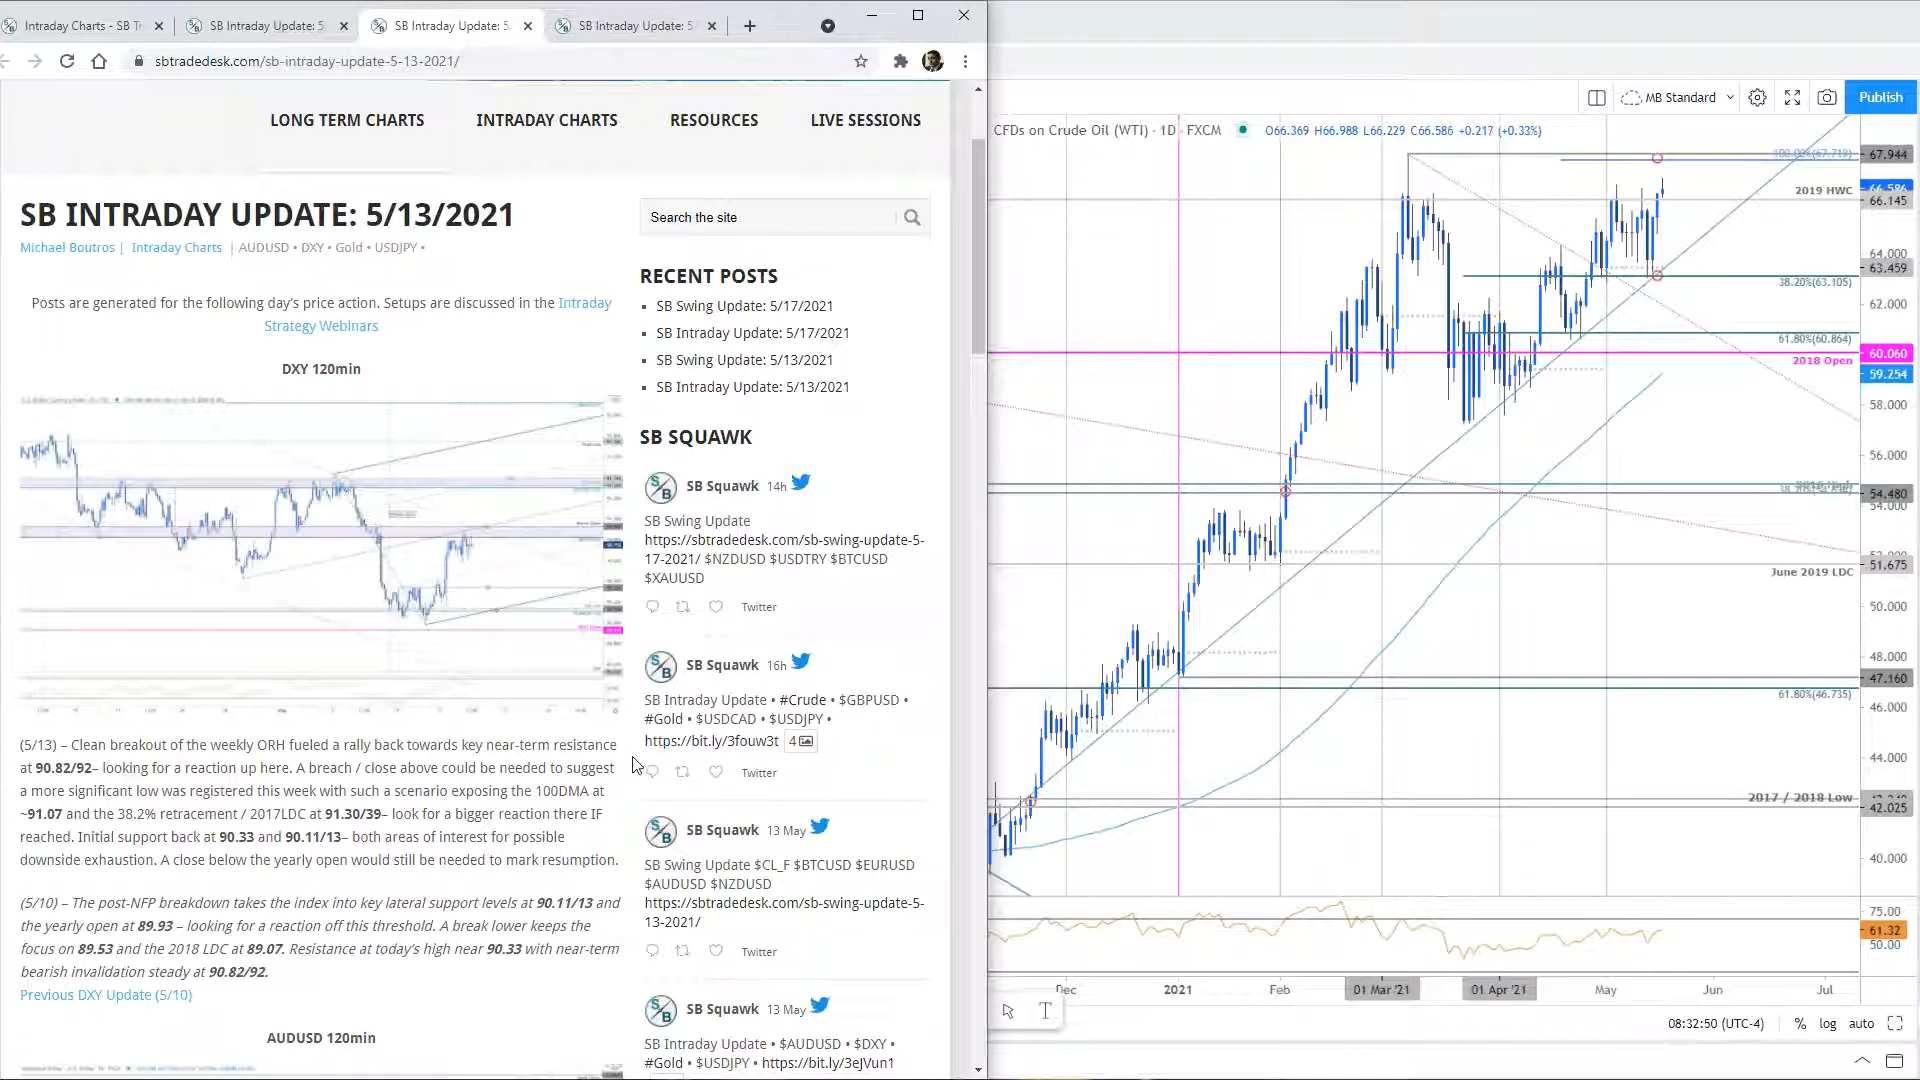 Intraday Charts - SB T
SB Intraday Update: 5
SB Intraday Update: 5
SB Intraday Update: 5
sbtradedesk.com/sb-intraday-update-5-13-2021/
LONG TERM CHARTS
INTRADAY CHARTS
RESOURCES
LIVE SESSIONS
SB INTRADAY UPDATE: 5/13/2021
Michael Boutros | Intraday Charts | AUDUSD • DXY • Gold • USDJPY •
Posts are generated for the following day's price action. Setups are discussed in the Intraday
Strategy Webinars
DXY 120min
(5/13) – Clean breakout of the weekly ORH fueled a rally back towards key near-term resistance
at 90.82/92– looking for a reaction up here. A breach / close above could be needed to suggest
a more significant low was registered this week with such a scenario exposing the 100DMA at
~91.07 and the 38.2% retracement / 2017LDC at 91.30/39– look for a bigger reaction there IF
reached. Initial support back at 90.33 and 90.11/13– both areas of interest for possible
downside exhaustion. A close below the yearly open would still be needed to mark resumption.
(5/10) – The post-NFP breakdown takes the index into key lateral support levels at 90.11/13 and
the yearly open at 89.93 – looking for a reaction off this threshold. A break lower keeps the
focus on 89.53 and the 2018 LDC at 89.07. Resistance at today's high near 90.33 with near-term
bearish invalidation steady at 90.82/92.
Previous DXY Update (5/10)
AUDUSD 120min
Search the site
RECENT POSTS
SB Swing Update: 5/17/2021
SB Intraday Update: 5/17/2021
SB Swing Update: 5/13/2021
SB Intraday Update: 5/13/2021
SB SQUAWK
SB Squawk 14h
SB Swing Update
https://sbtradedesk.com/sb-swing-update-5-
17-2021/ $NZDUSD $USDTRY $BTCUSD
$XAUUSD
Twitter
SB Squawk 16h
SB Intraday Update • #Crude • $GBPUSD •
#Gold • $USDCAD • $USDJPY •
https://bit.ly/3fouw3t 4
Twitter
SB Squawk 13 May
SB Swing Update $CL_F $BTCUSD $EURUSD
$AUDUSD $NZDUSD
https://sbtradedesk.com/sb-swing-update-5-
13-2021/
Twitter
SB Squawk 13 May
SB Intraday Update • $AUDUSD • $DXY •
#Gold • $USDJPY • https://bit.ly/3eJVun1
MB Standard
Publish
CFDs on Crude Oil (WTI) · 1D · FXCM O66.369 H66.988 L66.229 C66.586 +0.217 (+0.33%)
67.944
2019 HWC
66.586
66.145
64.000
63.459
38.20%(63.105)
62.000
61.80%(60.864)
60.060
2018 Open
59.254
58.000
56.000
54.480
54.000
51.675
June 2019 LDC
50.000
48.000
47.160
61.80%(46.735)
46.000
44.000
2017 / 2018 Low
42.025
40.000
75.00
61.32
50.00
Dec
2021
Feb
01 Mar '21
01 Apr '21
May
Jun
Jul
T
08:32:50 (UTC-4)
%
log
auto